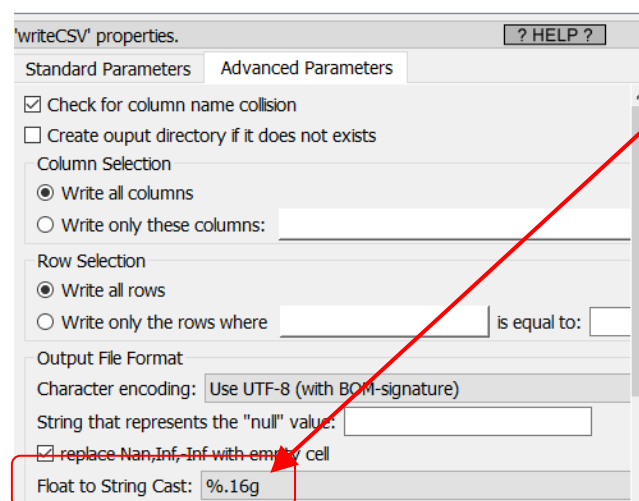 'writeCSV' properties. ? HELP ?
Standard Parameters Advanced Parameters
Check for column name collision
Create ouput directory if it does not exists
Column Selection
Write all columns
Write only these columns:
Row Selection
Write all rows
Write only the rows where is equal to:
Output File Format
Character encoding: Use UTF-8 (with BOM-signature)
String that represents the "null" value:
replace Nan,Inf,-Inf with empty cell
Float to String Cast: %.16g